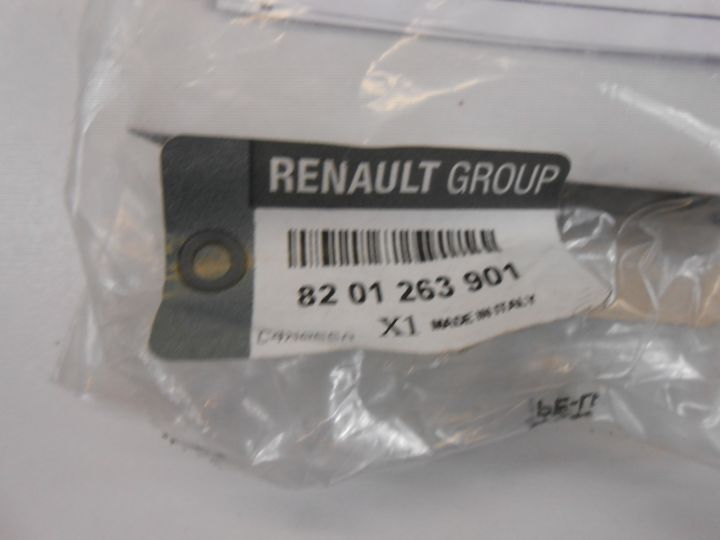 RENAULT GROUP
82 01 263 901
X1 MADE IN ITALY